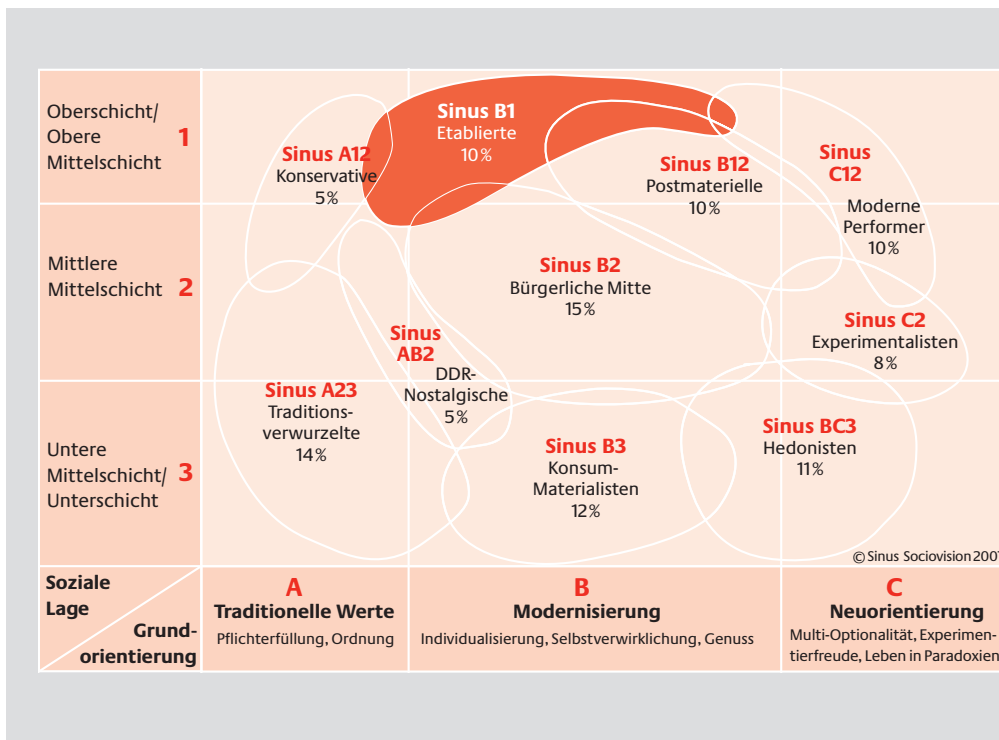 Oberschicht/
Obere
Mittelschicht
1
Sinus A12
Konservative
5%
Sinus B1
Etablierte
10%
Sinus B12
Postmaterielle
10%
Sinus
C12
Moderne
Performer
10%
Mittlere
Mittelschicht
2
Sinus B2
Bürgerliche Mitte
15%
Sinus
AB2
DDR-
Nostalgische
5%
Sinus C2
Experimentalisten
8%
Untere
Mittelschicht/
Unterschicht
3
Sinus A23
Traditions-
verwurzelte
14%
Sinus B3
Konsum-
Materialisten
12%
Sinus BC3
Hedonisten
11%
© Sinus Sociovision 2007
Soziale
Lage
Grund-
orientierung
A
Traditionelle Werte
Pflichterfüllung, Ordnung
B
Modernisierung
Individualisierung, Selbstverwirklichung, Genuss
C
Neuorientierung
Multi-Optionalität, Experimen-
tierfreude, Leben in Paradoxien